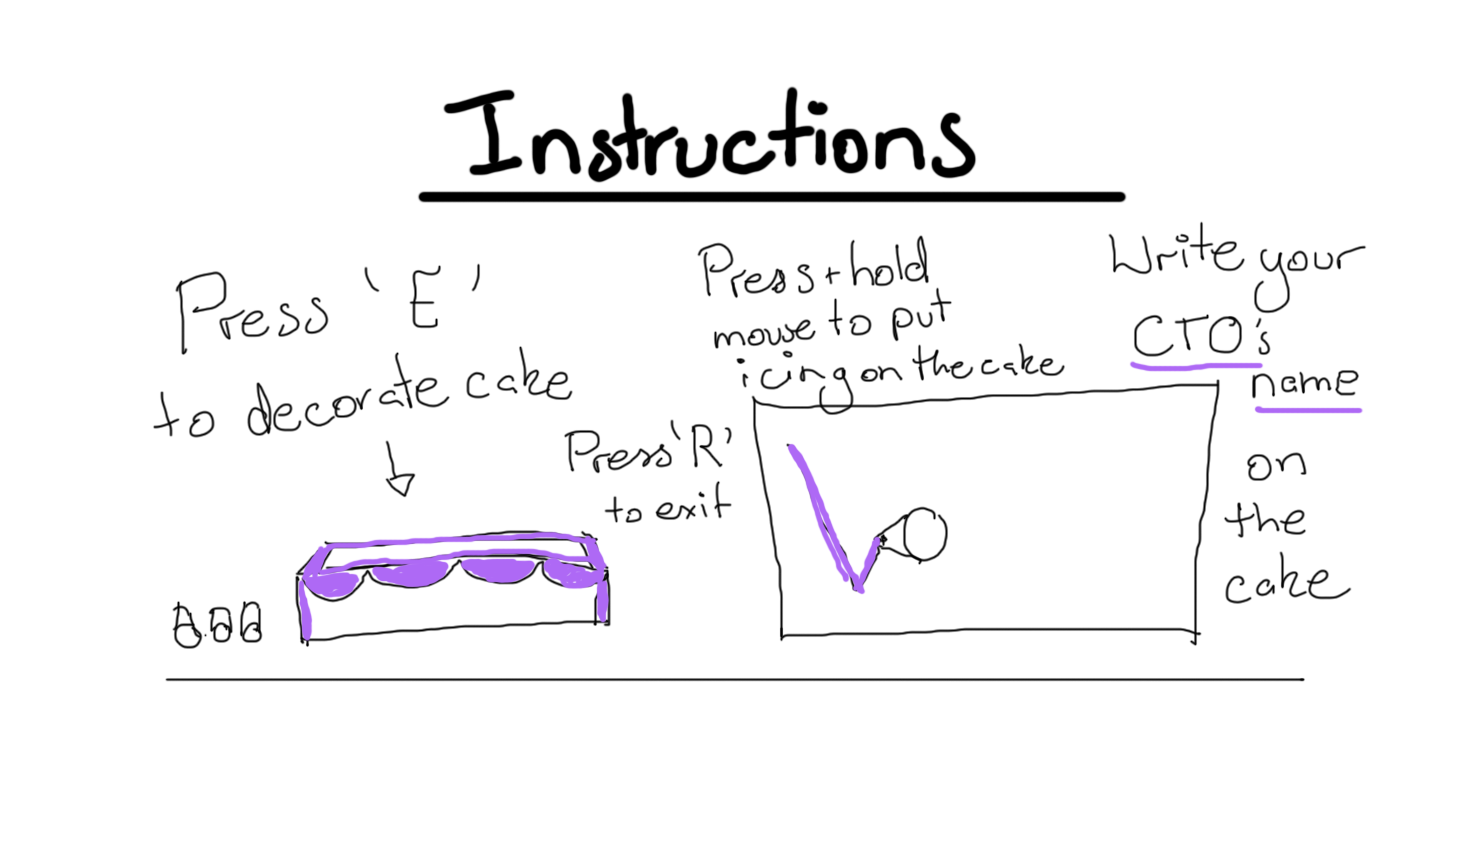 Instructions
Press 'E'
to decorate cake
Press 'R'
to exit
Press + hold
mouse to put
icing on the cake
Write your
CTO's
name
on
the
cake